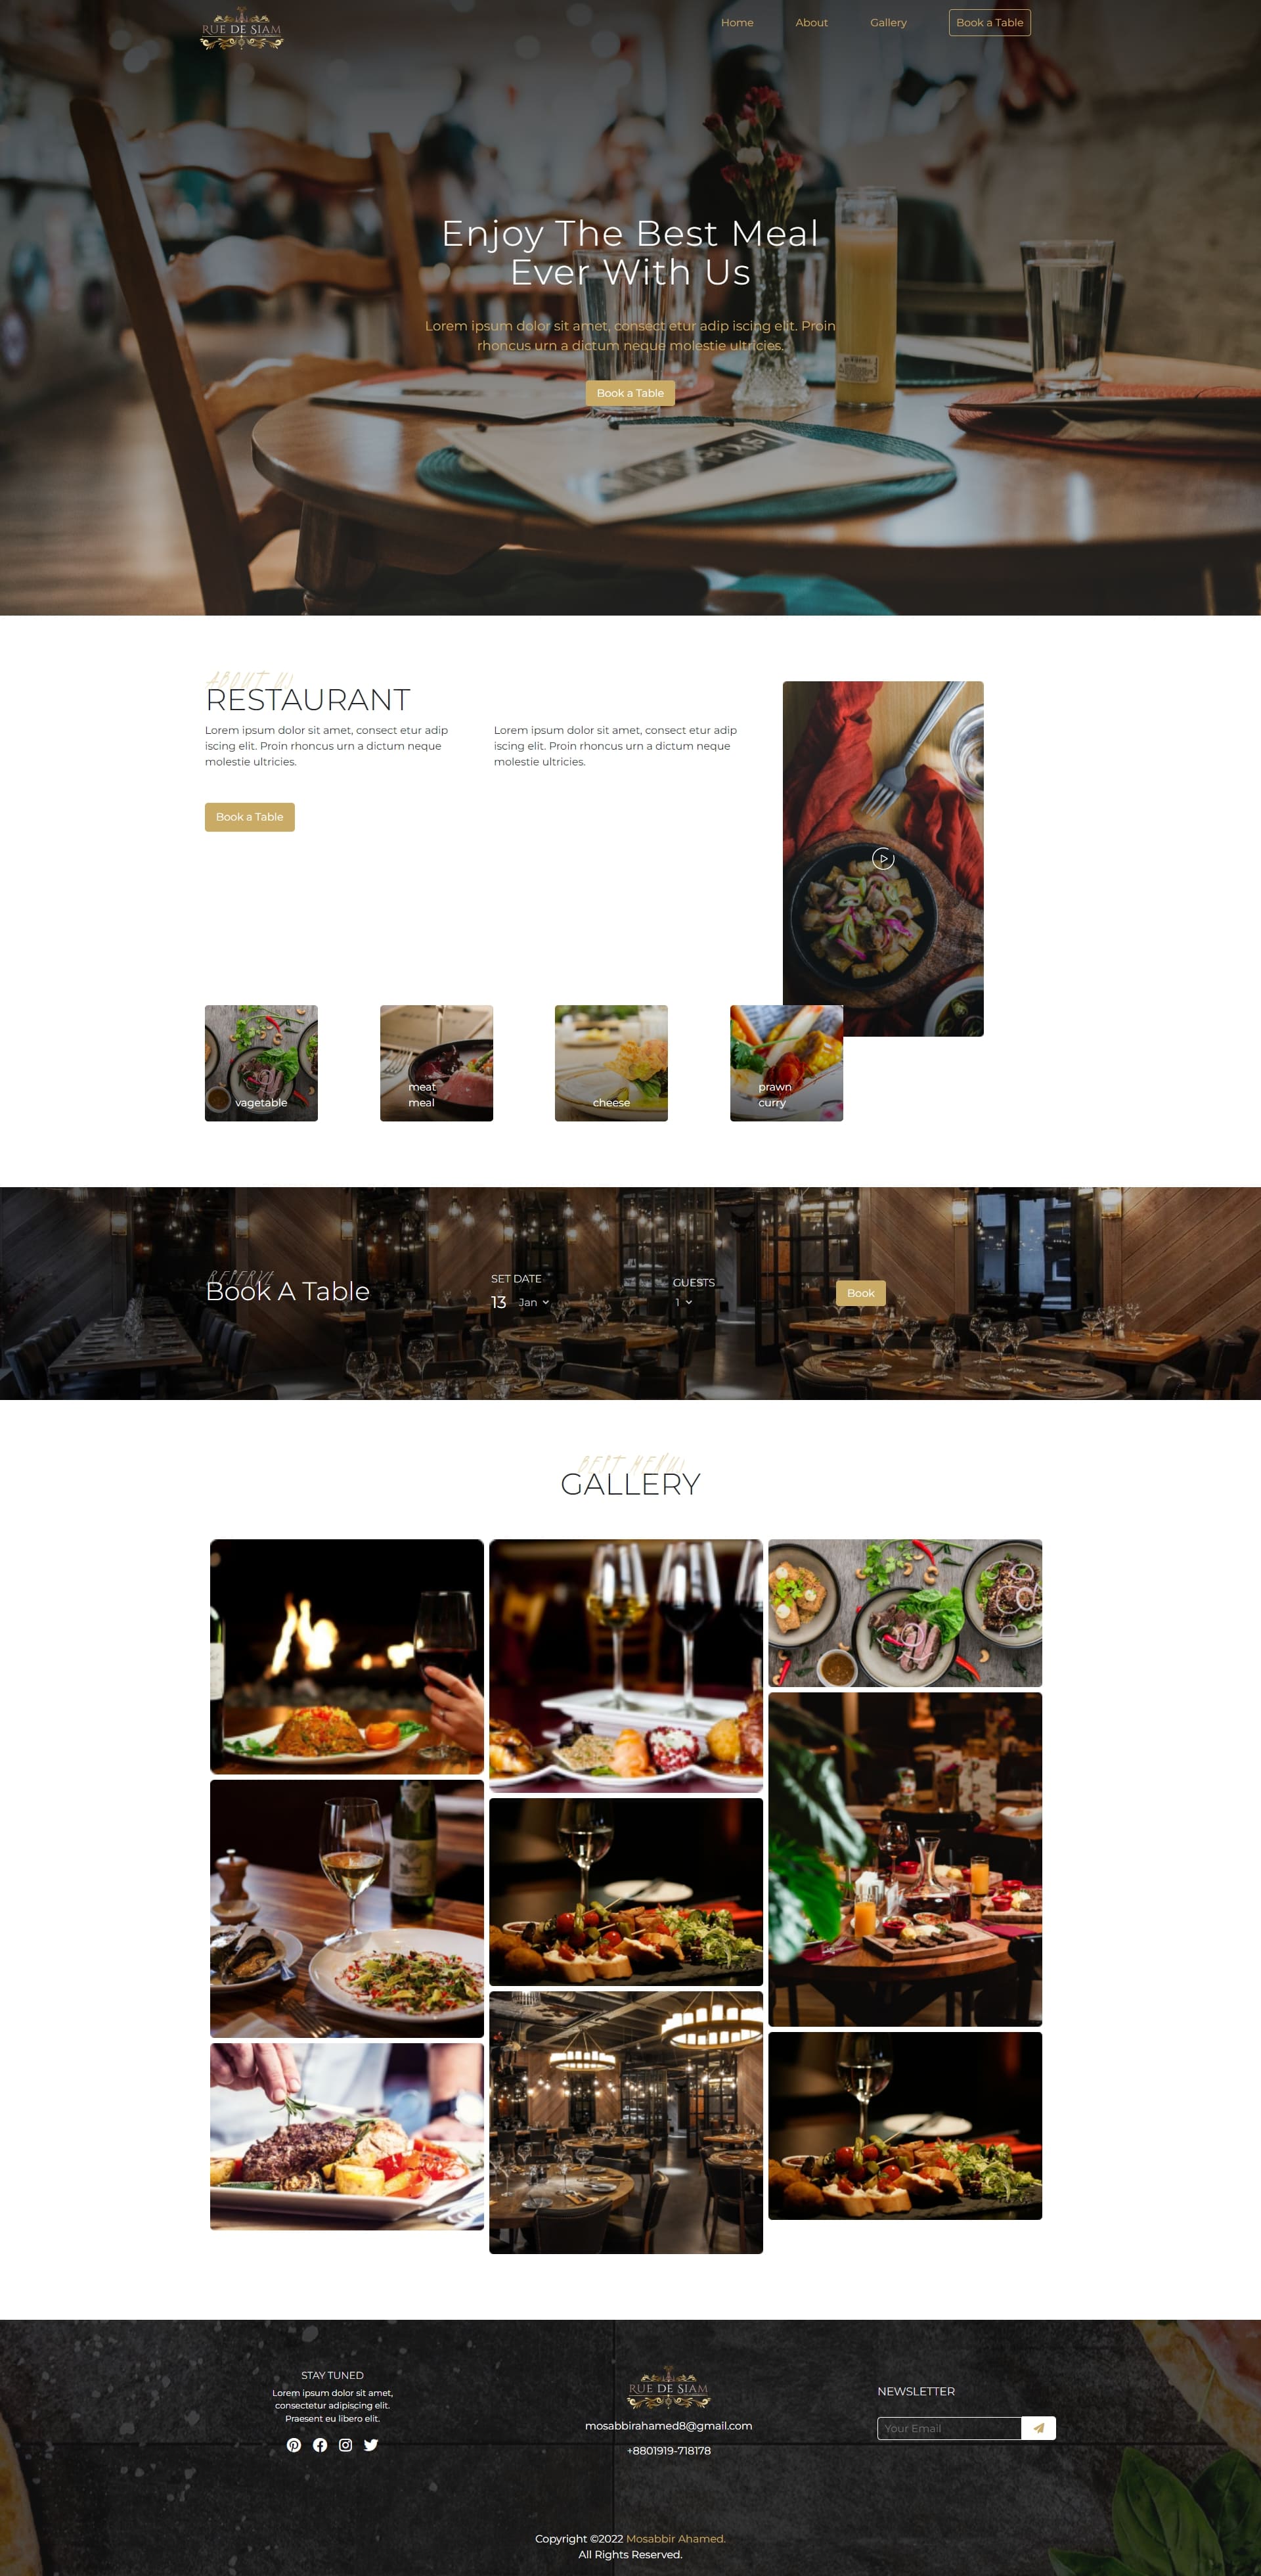 RUE DE SIAM
Home
About
Gallery
Book a Table
Enjoy The Best Meal
Ever With Us
Lorem ipsum dolor sit amet, consect etur adip iscing elit. Proin
rhoncus urn a dictum neque molestie ultricies.
Book a Table
ABOUT US
RESTAURANT
Lorem ipsum dolor sit amet, consect etur adip
iscing elit. Proin rhoncus urn a dictum neque
molestie ultricies.
Lorem ipsum dolor sit amet, consect etur adip
iscing elit. Proin rhoncus urn a dictum neque
molestie ultricies.
Book a Table
vagetable
meat
meal
cheese
prawn
curry
RESERVE
Book A Table
SET DATE
13 Jan
GUESTS
1
Book
BEST MENUS
GALLERY
STAY TUNED
Lorem ipsum dolor sit amet,
consectetur adipiscing elit.
Praesent eu libero elit.
RUE DE SIAM
mosabbirahamed8@gmail.com
+8801919-718178
NEWSLETTER
Your Email
Copyright ©2022 Mosabbir Ahamed.
All Rights Reserved.